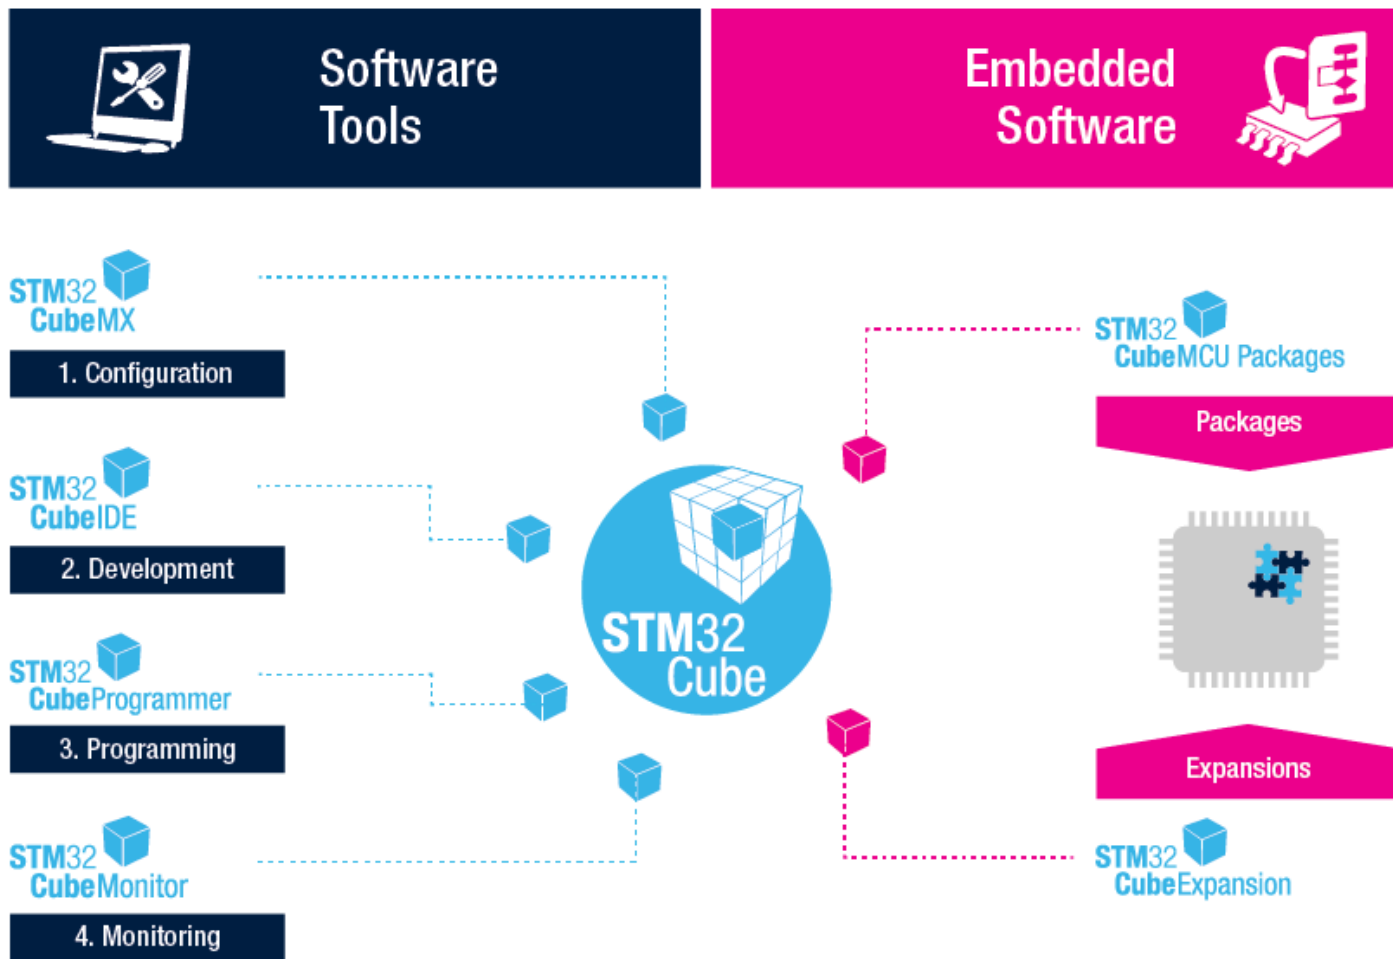 Software
Tools
Embedded
Software
STM32
CubeMX
1. Configuration
STM32
CubeIDE
2. Development
STM32
CubeProgrammer
3. Programming
STM32
CubeMonitor
4. Monitoring
STM32
Cube
STM32
CubeMCU Packages
Packages
Expansions
STM32
CubeExpansion